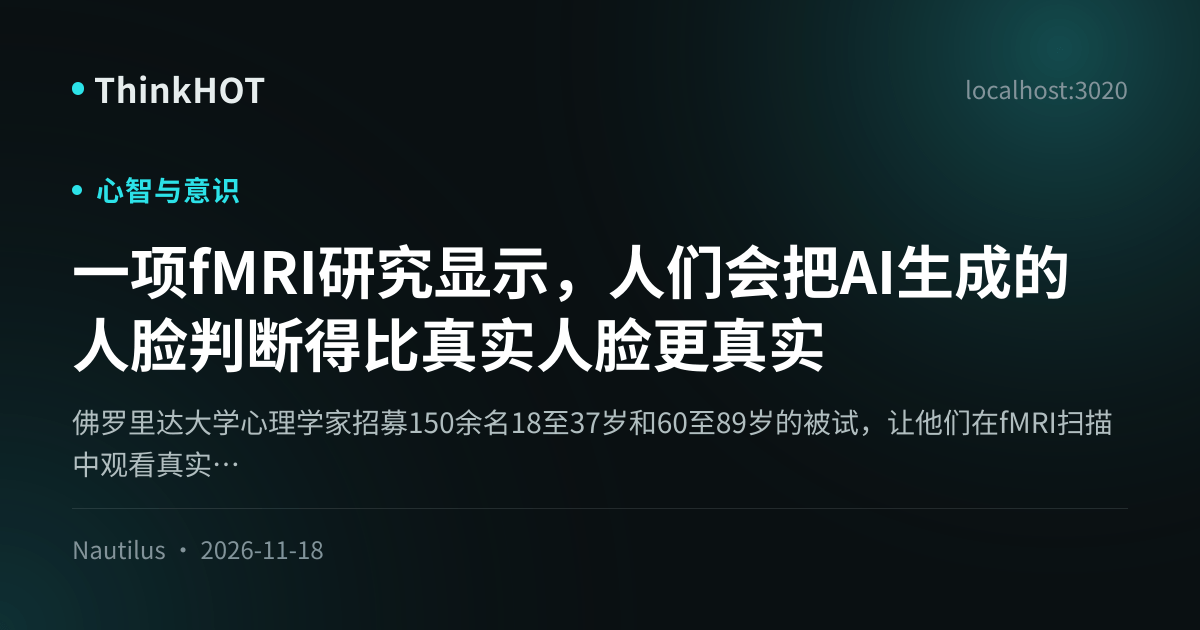 ThinkHOT
localhost:3020
心智与意识
一项fMRI研究显示，人们会把AI生成的
人脸判断得比真实人脸更真实
佛罗里达大学心理学家招募150余名18至37岁和60至89岁的被试，让他们在fMRI扫描
中观看真实…
Nautilus · 2026-11-18